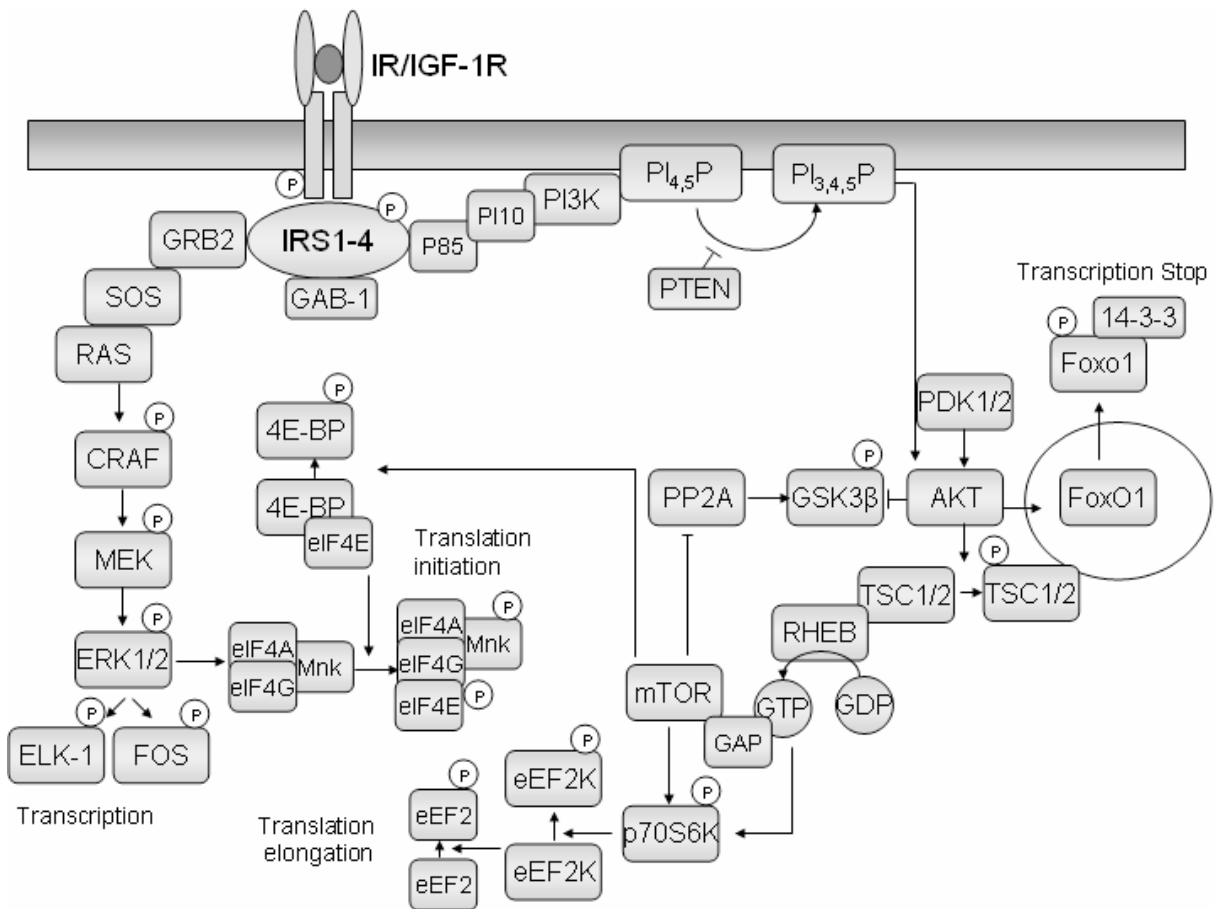 IR/IGF-1R
PI4,5P
PI3,4,5P
P
P
PI3K
PI10
P85
GRB2
IRS1-4
GAB-1
PTEN
SOS
RAS
Transcription Stop
14-3-3
P
Foxo1
P
4E-BP
PDK1/2
P
CRAF
4E-BP
eIF4E
PP2A
P
GSK3β
AKT
FoxO1
P
MEK
Translation
initiation
P
TSC1/2
TSC1/2
P
ERK1/2
eIF4A
Mnk
eIF4G
P
eIF4A
Mnk
eIF4G
eIF4E
P
RHEB
mTOR
GTP
GDP
GAP
P
ELK-1
P
FOS
Transcription
P
eEF2K
P
eEF2
P
p70S6K
Translation
elongation
eEF2
eEF2K